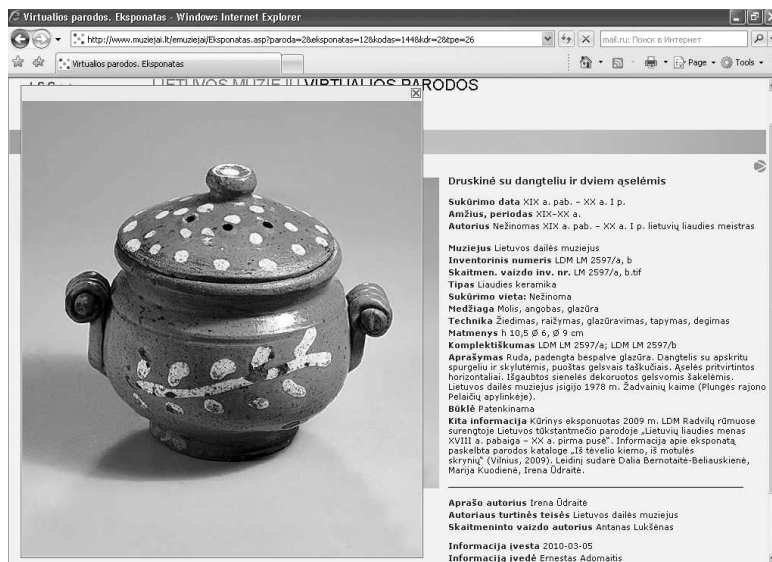 Virtualios parodos. Eksponatas - Windows Internet Explorer
http://www.muziejai.lt/emuziejai/Eksponatas.asp?paroda=2&eksponatas=12&kodas=144&kdr=2&tpe=26
mail.ru: Поиск в Интернет
Virtualios parodos. Eksponatas
Page
Tools
LIETUVOS MUZIEJŲ VIRTUALIOS PARODOS
Druskinė su dangteliu ir dviem ąselėmis
Sukūrimo data XIX a. pab. – XX a. I p.
Amžius, periodas XIX–XX a.
Autorius Nežinomas XIX a. pab. – XX a. I p. lietuvių liaudies meistras
Muziejus Lietuvos dailės muziejus
Inventorinis numeris LDM LM 2597/a, b
Skaitmen. vaizdo inv. nr. LM 2597/a, b.tif
Tipas Liaudies keramika
Sukūrimo vieta: Nežinoma
Medžiaga Molis, angobas, glazūra
Technika Žiedimas, raižymas, glazūravimas, tapymas, degimas
Matmenys h 10,5 Ø 6, Ø 9 cm
Komplektiškumas LDM LM 2597/a; LDM LM 2597/b
Aprašymas Ruda, padengta bespalve glazūra. Dangtelis su apskritu
spurgeliu ir skylutėmis, puoštas gelsvais taškučiais. Ąselės pritvirtintos
horizontaliai. Išgaubtos sienelės dekoruotos gelsvomis šakelėmis.
Lietuvos dailės muziejus įsigijo 1978 m. Žadvainių kaime (Plungės rajono
Pelaičių apylinkėje).
Būklė Patenkinama
Kita informacija Kūrinys eksponuotas 2009 m. LDM Radvilų rūmuose
surengtoje Lietuvos tūkstantmečio parodoje „Lietuvių liaudies menas
XVIII a. pabaiga – XX a. pirma pusė“. Informacija apie eksponatą
paskelbta parodos kataloge „Iš tėvelio kiemo, iš motulės
skrynių“ (Vilnius, 2009). Leidinį sudarė Dalia Bernotaitė-Beliauskienė,
Marija Kuodienė, Irena Ūdraitė.
Aprašo autorius Irena Ūdraitė
Autoriaus turtinės teisės Lietuvos dailės muziejus
Skaitmeninto vaizdo autorius Antanas Lukšėnas
Informacija įvesta 2010-03-05
Informaciją įvedė Ernestas Adomaitis